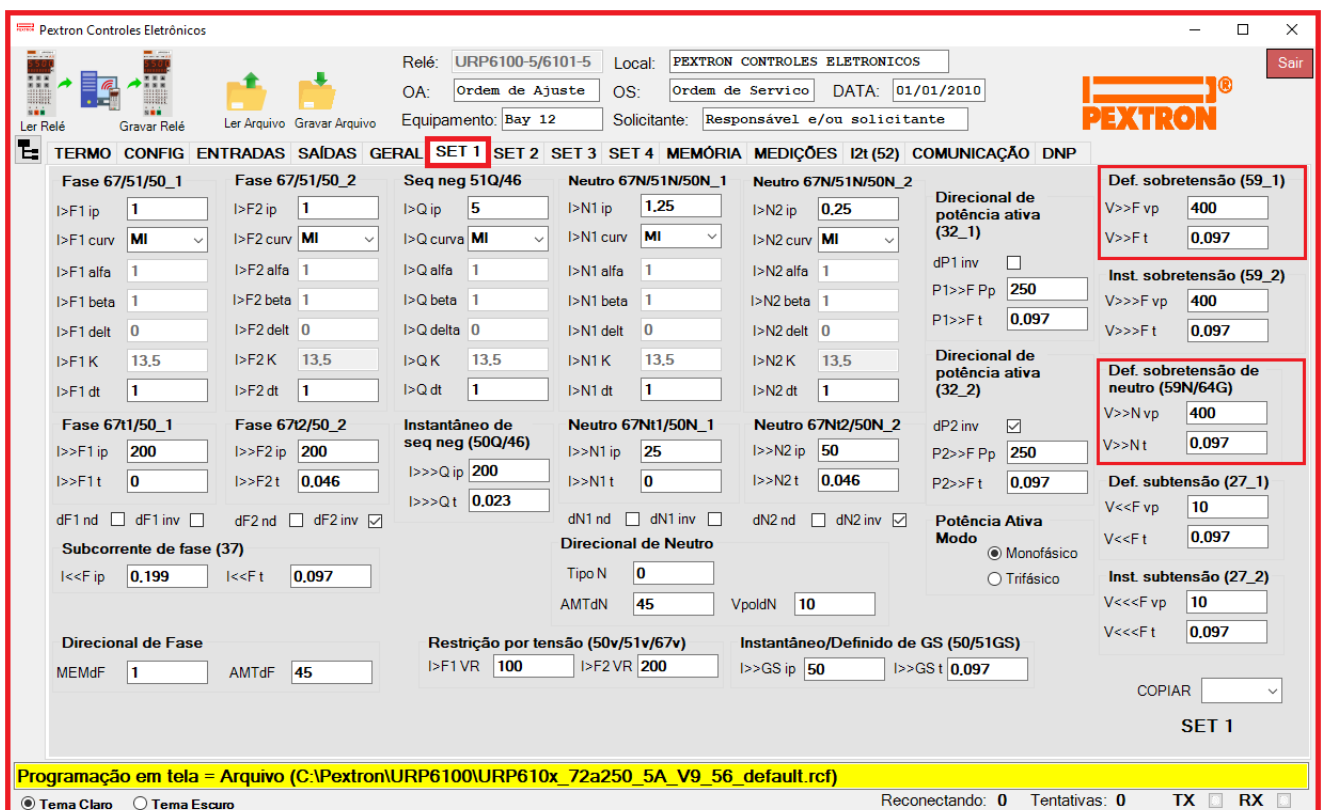 Pextron Controles Eletrônicos
Relé: URP6100-5/6101-5 Local: PEXTRON CONTROLES ELETRONICOS
Sair
OA: Ordem de Ajuste OS: Ordem de Servico DATA: 01/01/2010
Equipamento: Bay 12 Solicitante: Responsável e/ou solicitante
PEXTRON
Ler Relé Gravar Relé Ler Arquivo Gravar Arquivo
TERMO CONFIG ENTRADAS SAÍDAS GERAL SET 1 SET 2 SET 3 SET 4 MEMÓRIA MEDIÇÕES I2t (52) COMUNICAÇÃO DNP
Fase 67/51/50_1
I>F1 ip 1
I>F1 curv MI
I>F1 alfa 1
I>F1 beta 1
I>F1 delt 0
I>F1 K 13,5
I>F1 dt 1
Fase 67/51/50_2
I>F2 ip 1
I>F2 curv MI
I>F2 alfa 1
I>F2 beta 1
I>F2 delt 0
I>F2 K 13,5
I>F2 dt 1
Seq neg 51Q/46
I>Q ip 5
I>Q curva MI
I>Q alfa 1
I>Q beta 1
I>Q delta 0
I>Q K 13,5
I>Q dt 1
Neutro 67N/51N/50N_1
I>N1 ip 1,25
I>N1 curv MI
I>N1 alfa 1
I>N1 beta 1
I>N1 delt 0
I>N1 K 13,5
I>N1 dt 1
Neutro 67N/51N/50N_2
I>N2 ip 0,25
I>N2 curv MI
I>N2 alfa 1
I>N2 beta 1
I>N2 delt 0
I>N2 K 13,5
I>N2 dt 1
Direcional de
potência ativa
(32_1)
dP1 inv
P1>>F Pp 250
P1>>F t 0,097
Direcional de
potência ativa
(32_2)
dP2 inv
P2>>F Pp 250
P2>>F t 0,097
Potência Ativa
Modo
Monofásico
Trifásico
Def. sobretensão (59_1)
V>>F vp 400
V>>F t 0,097
Inst. sobretensão (59_2)
V>>>F vp 400
V>>>F t 0,097
Def. sobretensão de
neutro (59N/64G)
V>>N vp 400
V>>N t 0,097
Def. subtensão (27_1)
V<<F vp 10
V<<F t 0,097
Inst. subtensão (27_2)
V<<<F vp 10
V<<<F t 0,097
Fase 67t1/50_1
I>>F1 ip 200
I>>F1 t 0
dF1 nd dF1 inv
Fase 67t2/50_2
I>>F2 ip 200
I>>F2 t 0,046
dF2 nd dF2 inv
Instantâneo de
seq neg (50Q/46)
I>>>Q ip 200
I>>>Q t 0,023
Neutro 67Nt1/50N_1
I>>N1 ip 25
I>>N1 t 0
dN1 nd dN1 inv
Neutro 67Nt2/50N_2
I>>N2 ip 50
I>>N2 t 0,046
dN2 nd dN2 inv
Subcorrente de fase (37)
I<<F ip 0,199 I<<F t 0,097
Direcional de Neutro
Tipo N 0
AMTdN 45 VpoldN 10
Direcional de Fase
MEMdF 1 AMTdF 45
Restrição por tensão (50v/51v/67v)
I>F1 VR 100 I>F2 VR 200
Instantâneo/Definido de GS (50/51GS)
I>>GS ip 50 I>>GS t 0,097
COPIAR
SET 1
Programação em tela = Arquivo (C:\Pextron\URP6100\URP610x_72a250_5A_V9_56_default.rcf)
Tema Claro Tema Escuro Reconectando: 0 Tentativas: 0 TX RX